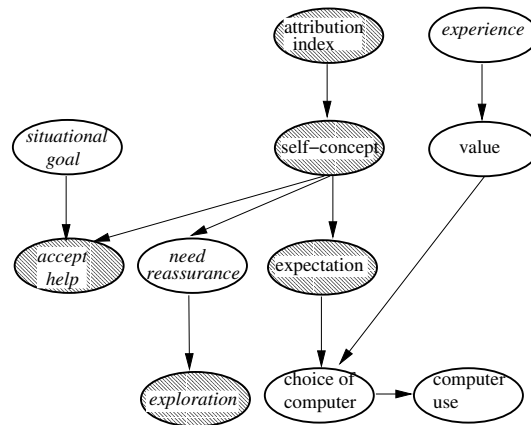 attribution
index
experience
situational
goal
self−concept
value
accept
help
need
reassurance
expectation
exploration
choice of
computer
computer
use